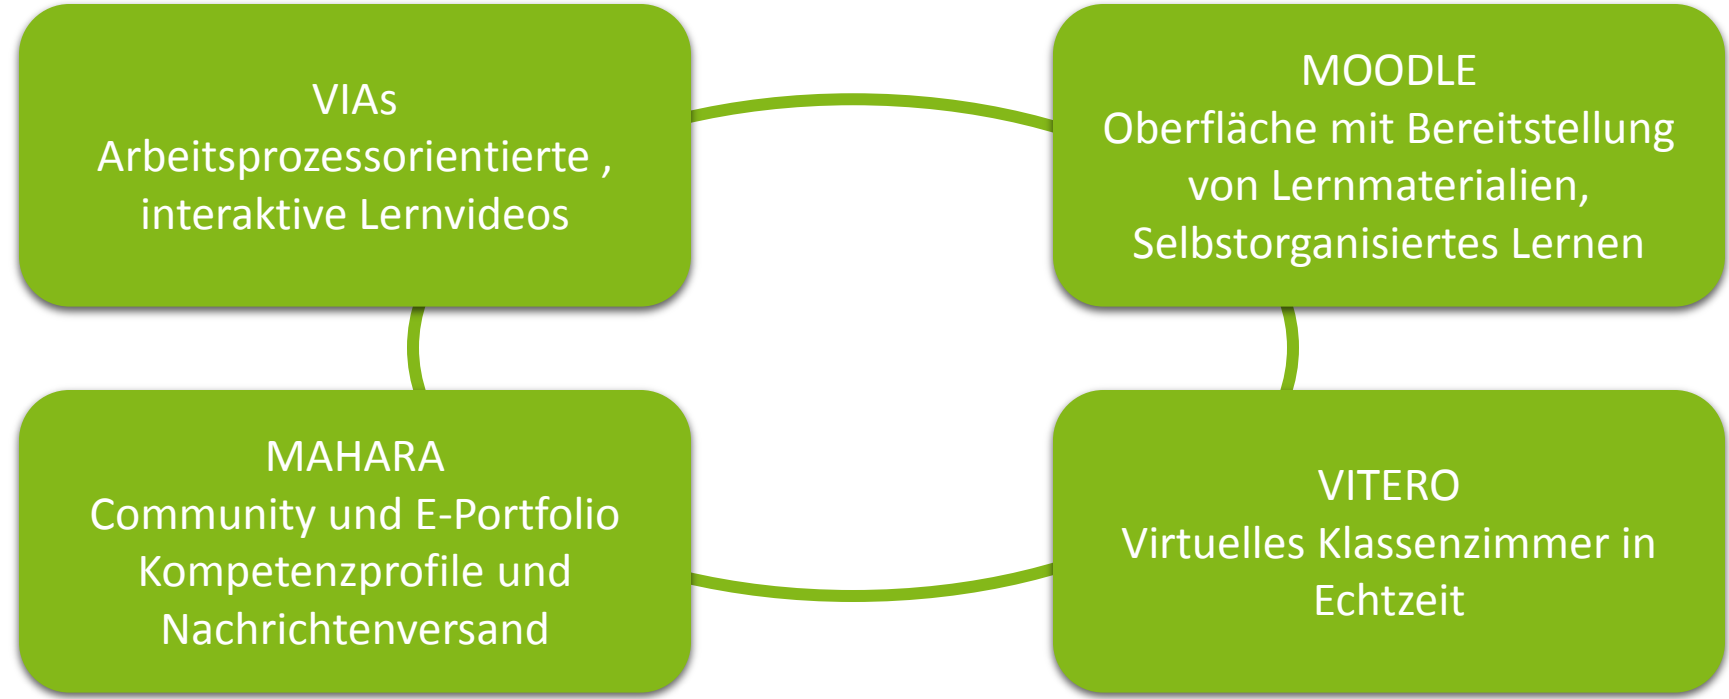 VIAs
Arbeitsprozessorientierte ,
interaktive Lernvideos
MOODLE
Oberfläche mit Bereitstellung
von Lernmaterialien,
Selbstorganisiertes Lernen
MAHARA
Community und E-Portfolio
Kompetenzprofile und
Nachrichtenversand
VITERO
Virtuelles Klassenzimmer in
Echtzeit